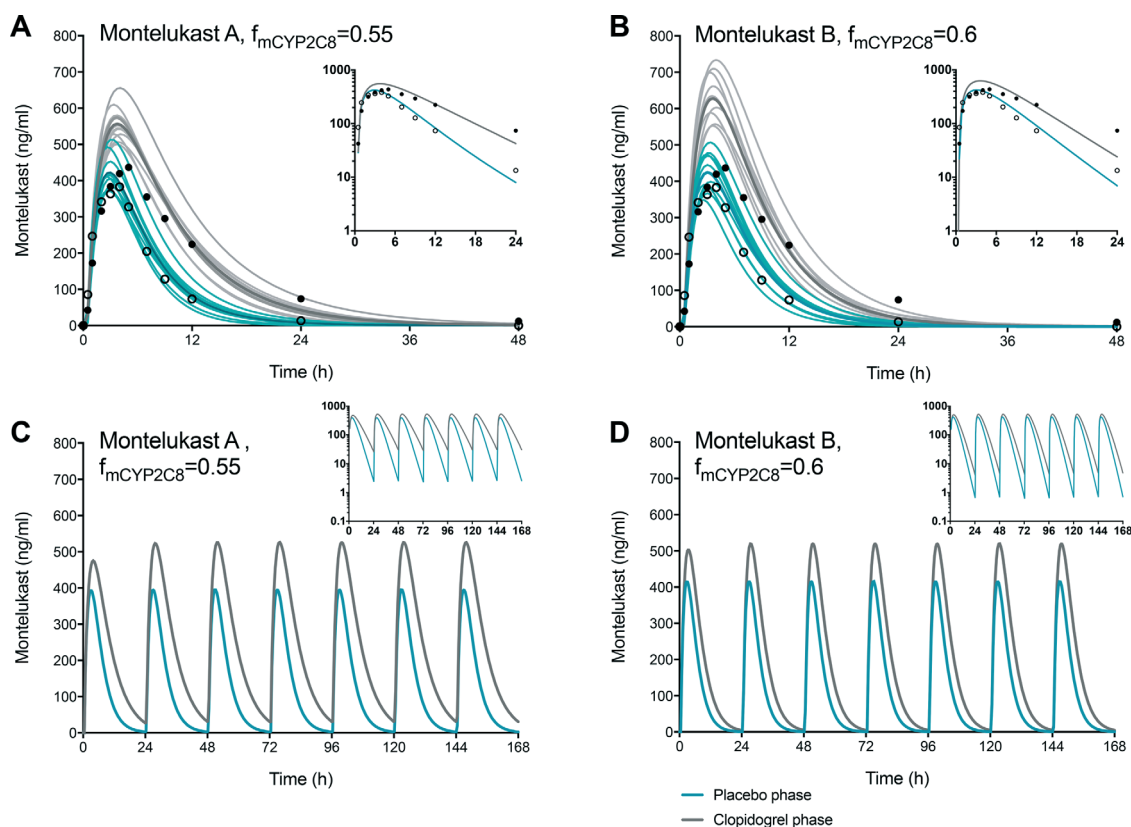 A
Montelukast A, fmCYP2C8=0.55
Montelukast (ng/ml)
800
700
600
500
400
300
200
100
0
0 12 24 36 48
Time (h)
1000
100
10
1
0 6 12 18 24
B
Montelukast B, fmCYP2C8=0.6
Montelukast (ng/ml)
800
700
600
500
400
300
200
100
0
0 12 24 36 48
Time (h)
1000
100
10
1
0 6 12 18 24
C
Montelukast A ,
fmCYP2C8=0.55
Montelukast (ng/ml)
800
700
600
500
400
300
200
100
0
0 24 48 72 96 120 144 168
Time (h)
1000
100
10
1
0.1
0 24 48 72 96 120 144 168
D
Montelukast B,
fmCYP2C8=0.6
Montelukast (ng/ml)
800
700
600
500
400
300
200
100
0
0 24 48 72 96 120 144 168
Time (h)
1000
100
10
1
0.1
0 24 48 72 96 120 144 168
Placebo phase
Clopidogrel phase